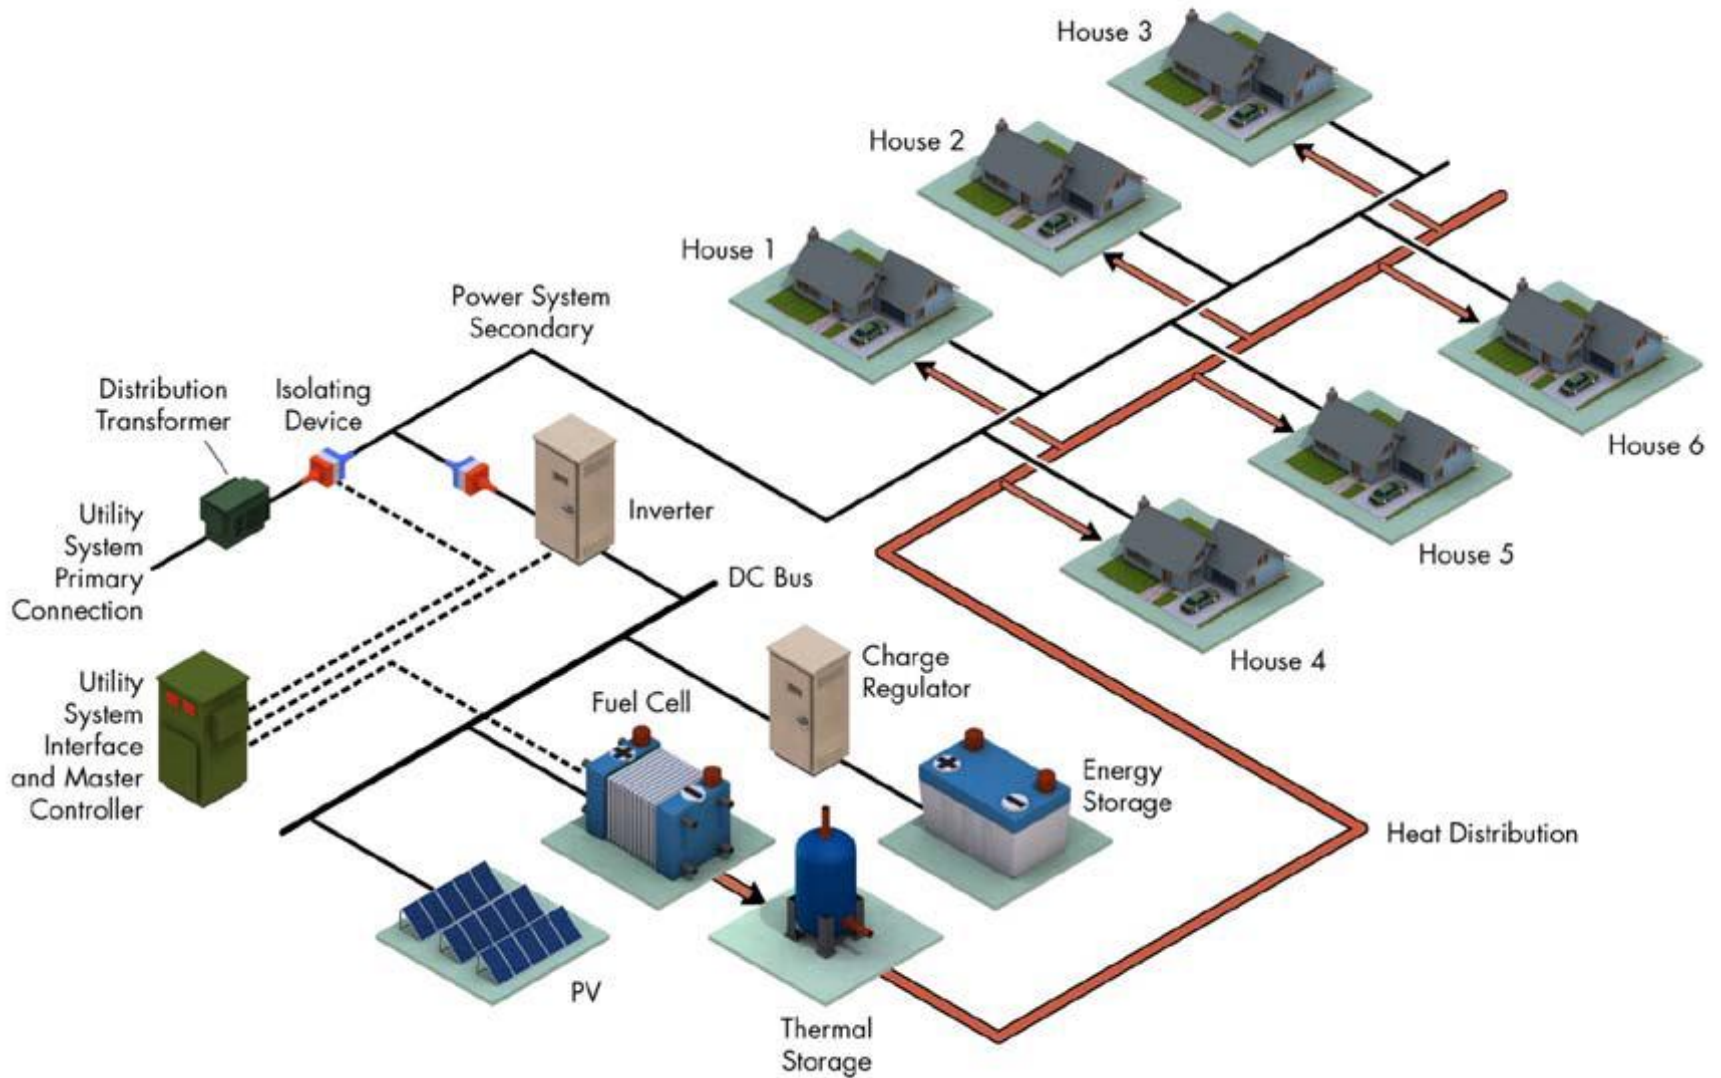 House 3
House 2
House 1
Power System
Secondary
Distribution
Transformer
Isolating
Device
Inverter
Utility
System
Primary
Connection
DC Bus
House 6
House 5
House 4
Charge
Regulator
Utility
System
Interface
and Master
Controller
Fuel Cell
Energy
Storage
Heat Distribution
PV
Thermal
Storage